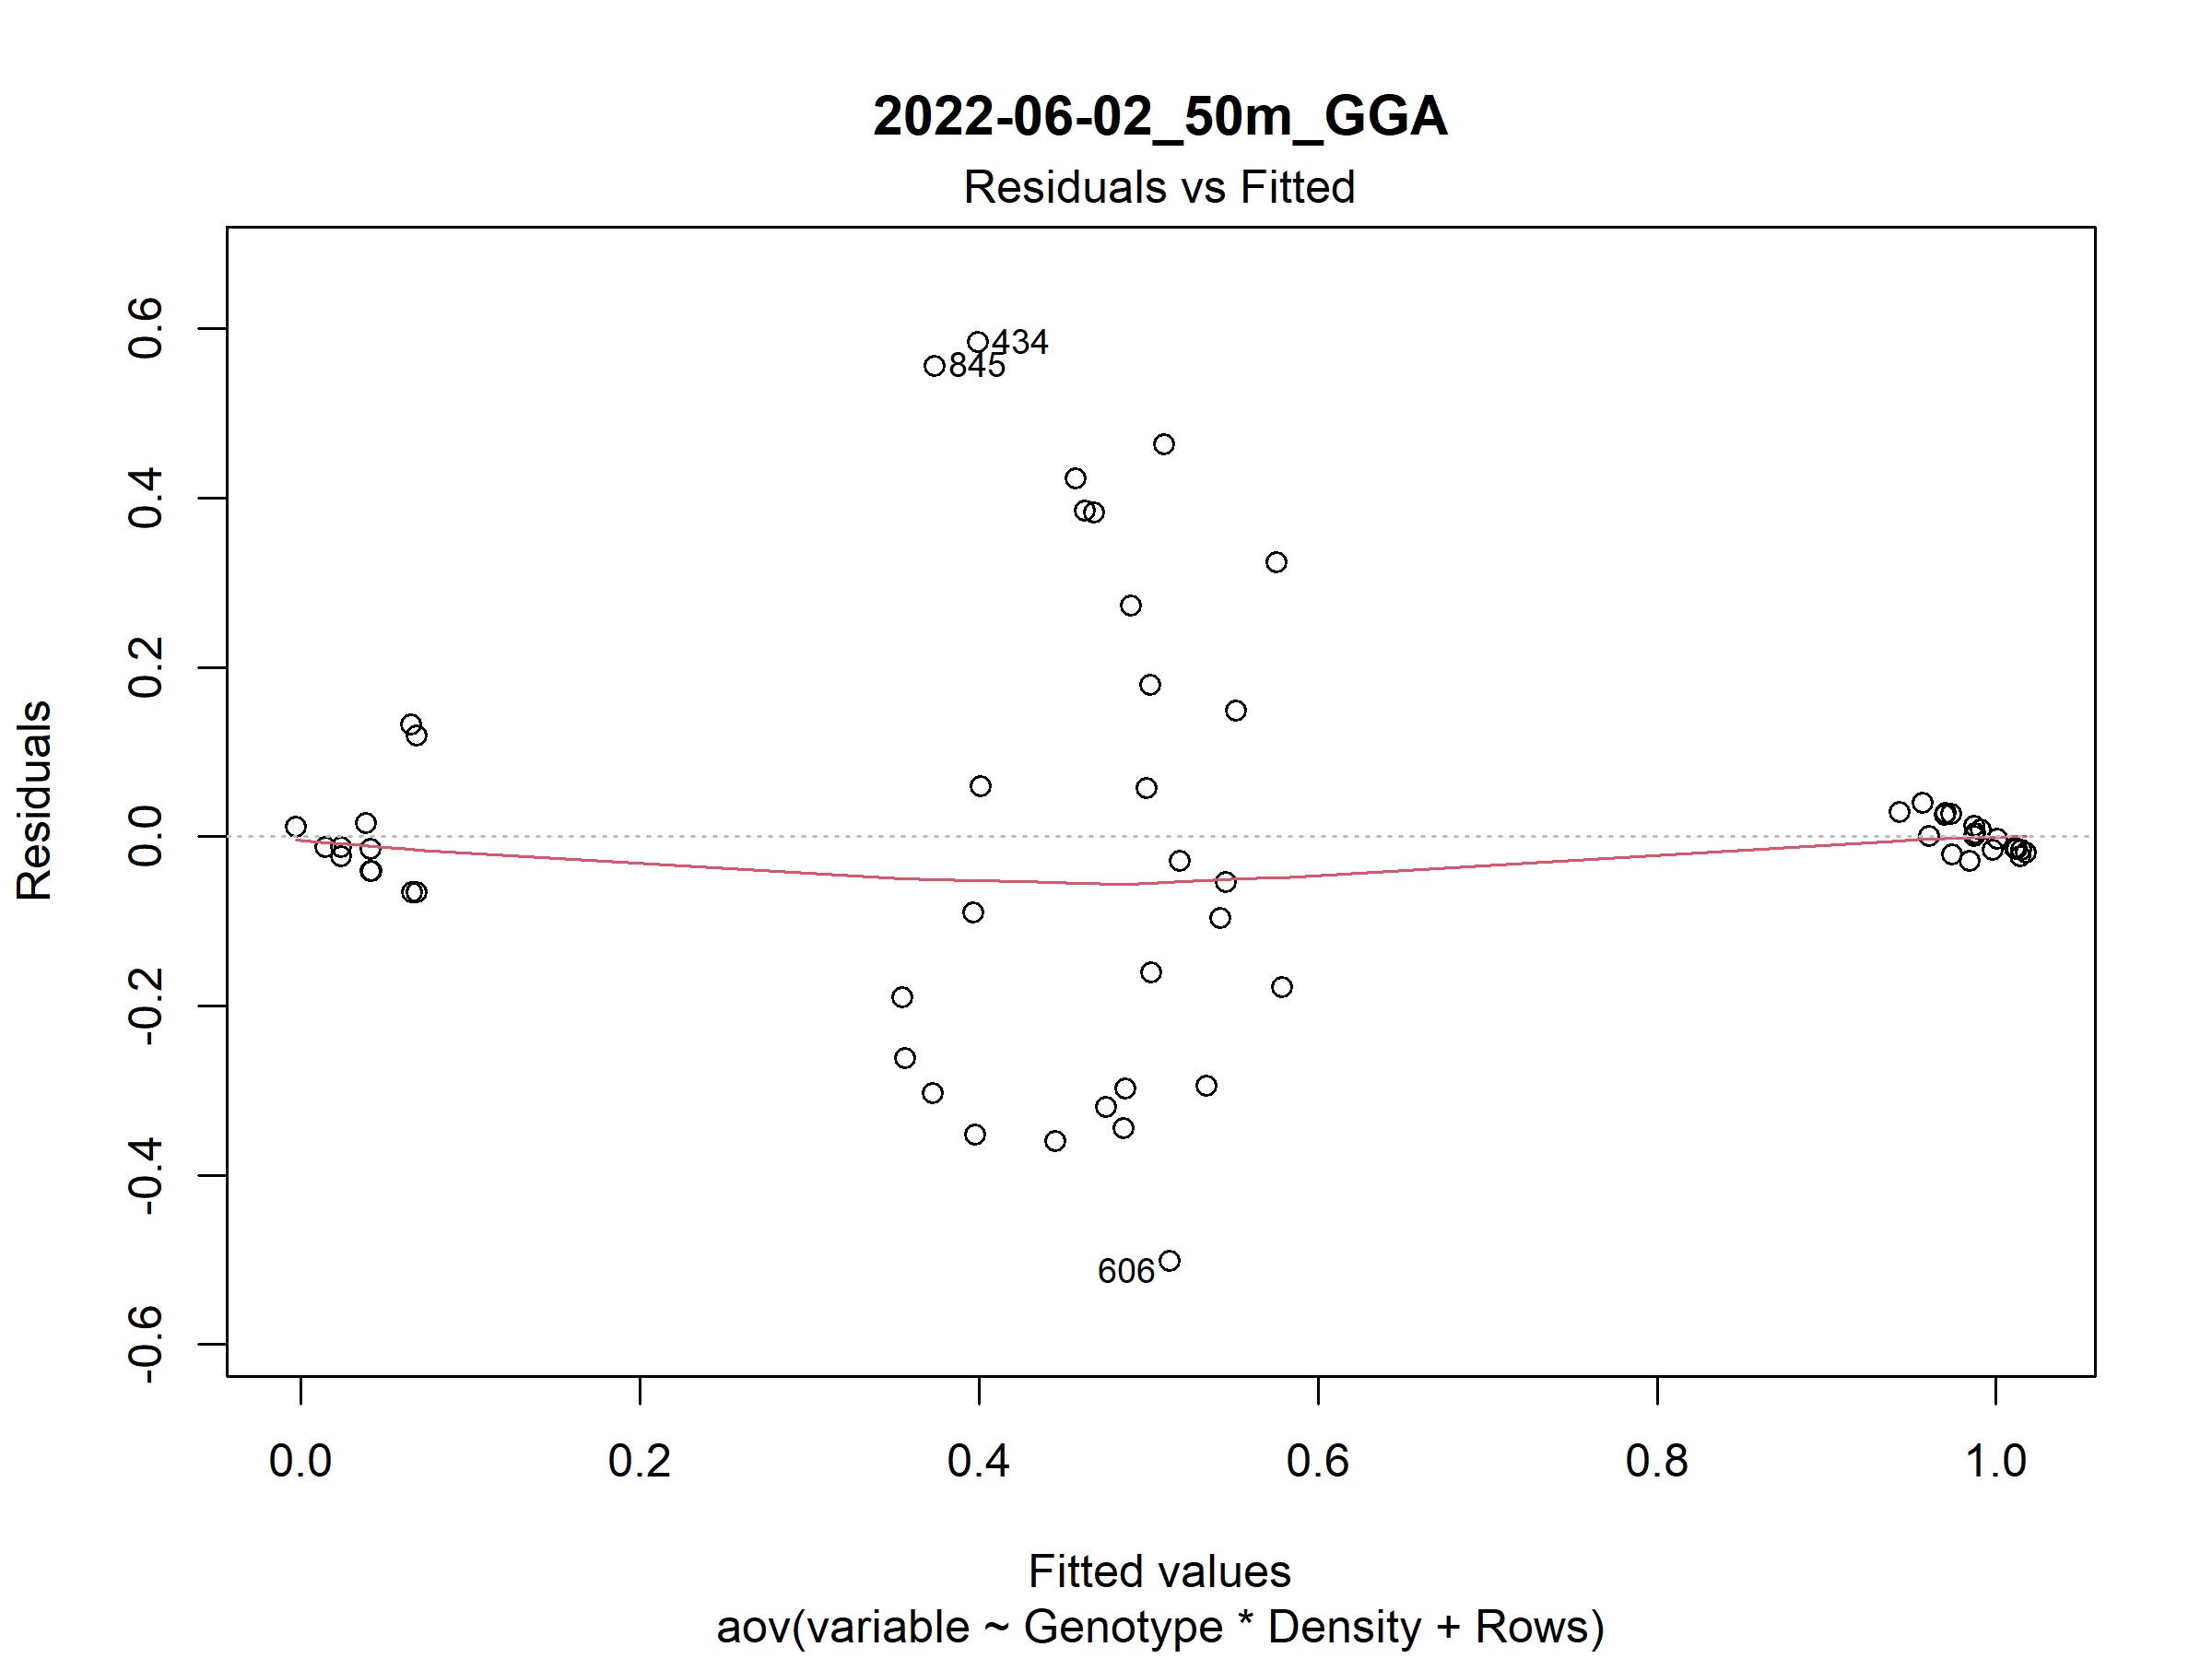 2022-06-02_50m_GGA
Residuals vs Fitted
Residuals
0.6
0.4
0.2
0.0
-0.2
-0.4
-0.6
434
845
606
0.0 0.2 0.4 0.6 0.8 1.0
Fitted values
aov(variable ~ Genotype * Density + Rows)